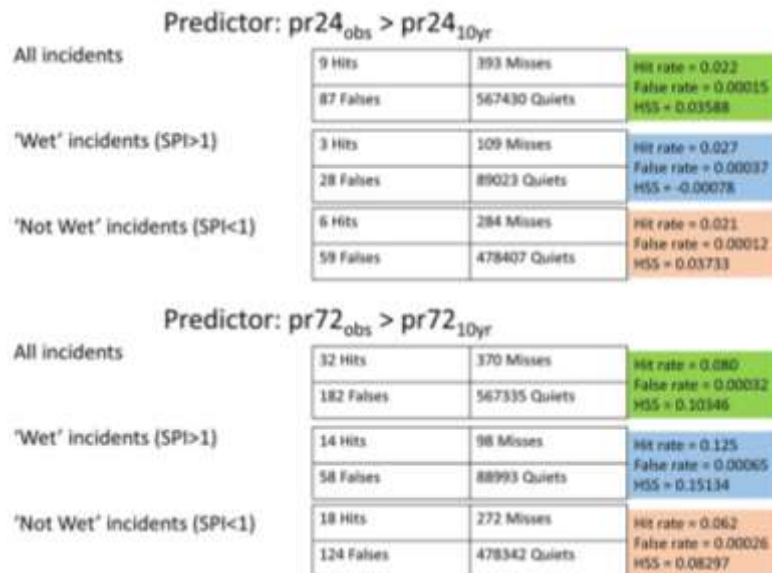 Predictor: pr24obs > pr2410yr
All incidents
9 Hits
393 Misses
87 Falses
567430 Quiets
Hit rate = 0.022
False rate = 0.00015
HSS = 0.03588
'Wet' incidents (SPI>1)
3 Hits
109 Misses
28 Falses
89023 Quiets
Hit rate = 0.027
False rate = 0.00037
HSS = -0.00078
'Not Wet' incidents (SPI<1)
6 Hits
284 Misses
59 Falses
478407 Quiets
Hit rate = 0.021
False rate = 0.00012
HSS = 0.03733
Predictor: pr72obs > pr7210yr
All incidents
32 Hits
370 Misses
182 Falses
567335 Quiets
Hit rate = 0.080
False rate = 0.00032
HSS = 0.10346
'Wet' incidents (SPI>1)
14 Hits
98 Misses
58 Falses
88993 Quiets
Hit rate = 0.125
False rate = 0.00065
HSS = 0.15134
'Not Wet' incidents (SPI<1)
18 Hits
272 Misses
124 Falses
478342 Quiets
Hit rate = 0.062
False rate = 0.00026
HSS = 0.08297